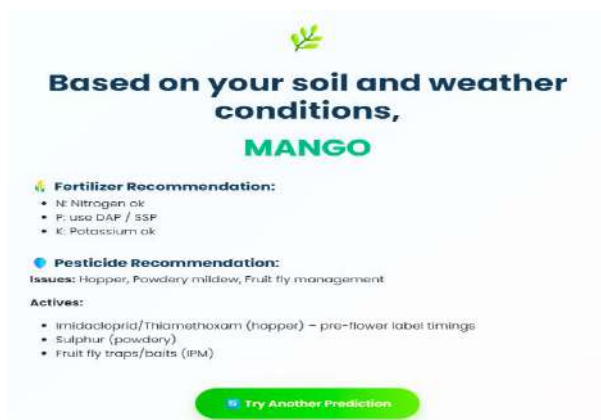 Based on your soil and weather
conditions,
MANGO
Fertilizer Recommendation:
• N: Nitrogen ok
• P: use DAP / SSP
• K: Potassium ok
Pesticide Recommendation:
Issues: Hopper, Powdery mildew, Fruit fly management
Actives:
• Imidacloprid/Thiamethoxam (hopper) – pre-flower label timings
• Sulphur (powdery)
• Fruit fly traps/baits (IPM)
Try Another Prediction